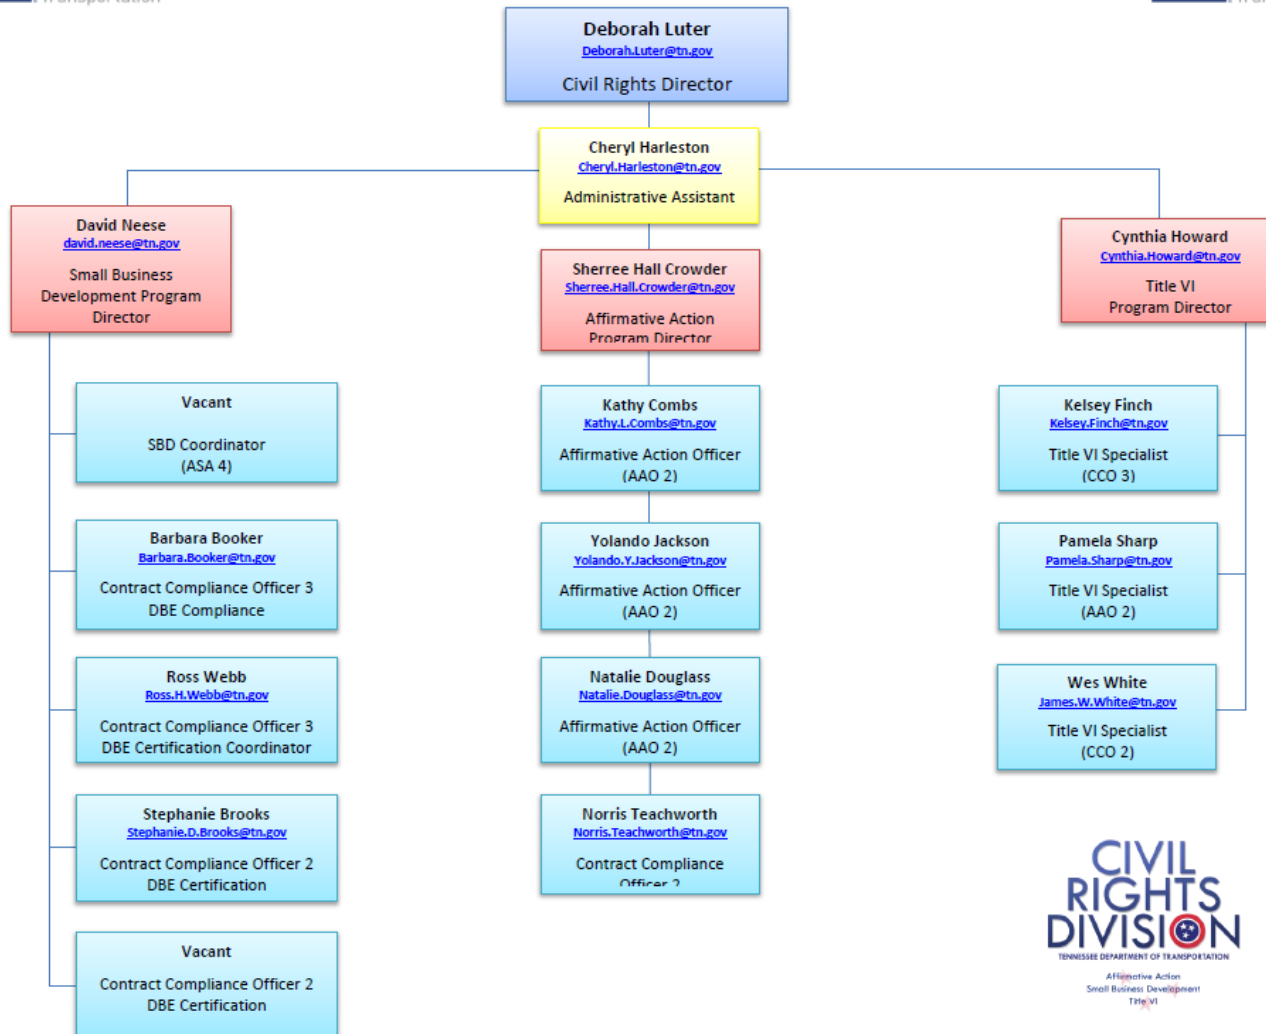 Transportation
Deborah Luter
Deborah.Luter@tn.gov
Civil Rights Director
Cheryl Harleston
Cheryl.Harleston@tn.gov
Administrative Assistant
David Neese
david.neese@tn.gov
Small Business
Development Program
Director
Sherree Hall Crowder
Sherree.Hall.Crowder@tn.gov
Affirmative Action
Program Director
Cynthia Howard
Cynthia.Howard@tn.gov
Title VI
Program Director
Vacant
SBD Coordinator
(ASA 4)
Barbara Booker
Barbara.Booker@tn.gov
Contract Compliance Officer 3
DBE Compliance
Ross Webb
Ross.H.Webb@tn.gov
Contract Compliance Officer 3
DBE Certification Coordinator
Stephanie Brooks
Stephanie.D.Brooks@tn.gov
Contract Compliance Officer 2
DBE Certification
Vacant
Contract Compliance Officer 2
DBE Certification
Kathy Combs
Kathy.L.Combs@tn.gov
Affirmative Action Officer
(AAO 2)
Yolando Jackson
Yolando.Y.Jackson@tn.gov
Affirmative Action Officer
(AAO 2)
Natalie Douglass
Natalie.Douglass@tn.gov
Affirmative Action Officer
(AAO 2)
Norris Teachworth
Norris.Teachworth@tn.gov
Contract Compliance
Officer 2
Kelsey Finch
Kelsey.Finch@tn.gov
Title VI Specialist
(CCO 3)
Pamela Sharp
Pamela.Sharp@tn.gov
Title VI Specialist
(AAO 2)
Wes White
James.W.White@tn.gov
Title VI Specialist
(CCO 2)
CIVIL
RIGHTS
DIVISION
TENNESSEE DEPARTMENT OF TRANSPORTATION
Affirmative Action
Small Business Development
Title VI